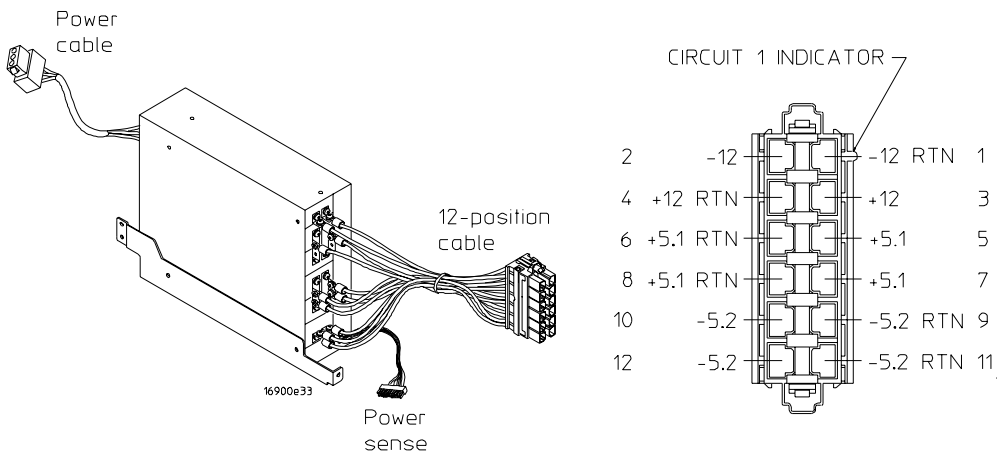 Power
cable
12-position
cable
16900e33
Power
sense
CIRCUIT 1 INDICATOR
2 -12 -12 RTN 1
4 +12 RTN +12 3
6 +5.1 RTN +5.1 5
8 +5.1 RTN +5.1 7
10 -5.2 -5.2 RTN 9
12 -5.2 -5.2 RTN 11